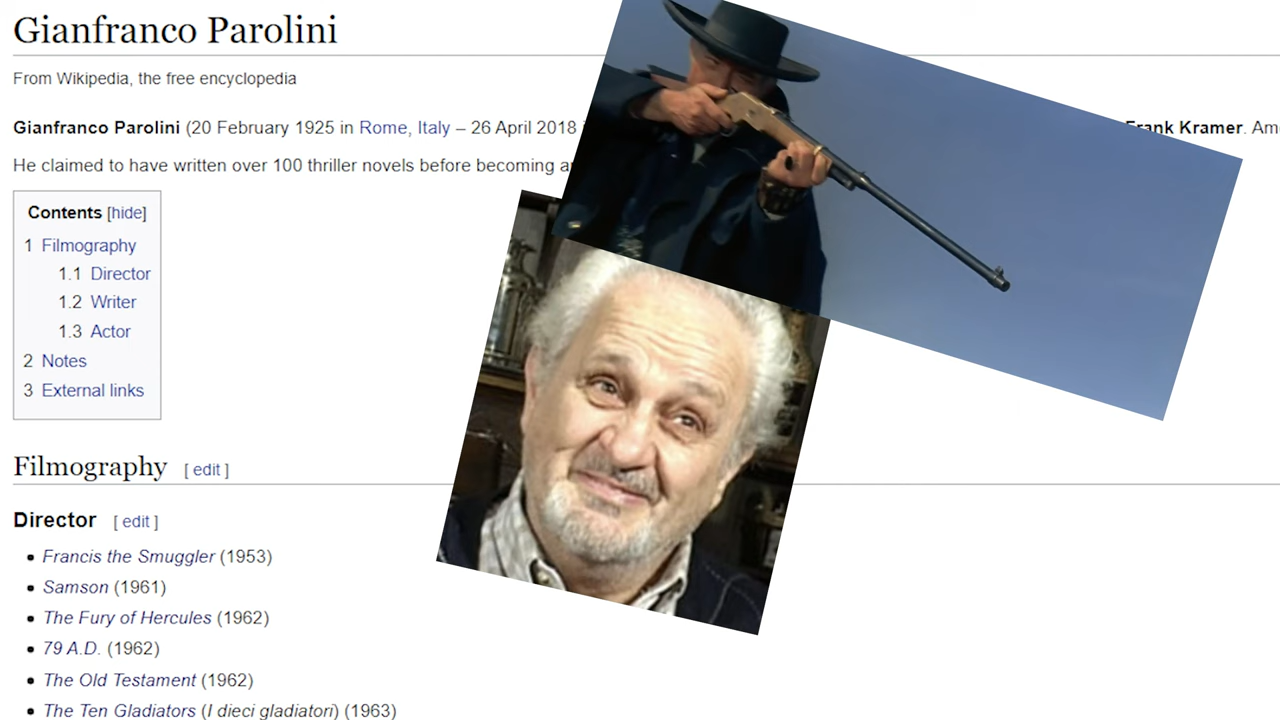 Gianfranco Parolini
From Wikipedia, the free encyclopedia
Gianfranco Parolini (20 February 1925 in Rome, Italy – 26 April 2018 Frank Kramer. Am
He claimed to have written over 100 thriller novels before becoming
Contents [hide]
1 Filmography
1.1 Director
1.2 Writer
1.3 Actor
2 Notes
3 External links
Filmography [ edit ]
Director [ edit ]
• Francis the Smuggler (1953)
• Samson (1961)
• The Fury of Hercules (1962)
• 79 A.D. (1962)
• The Old Testament (1962)
• The Ten Gladiators (I dieci gladiatori) (1963)